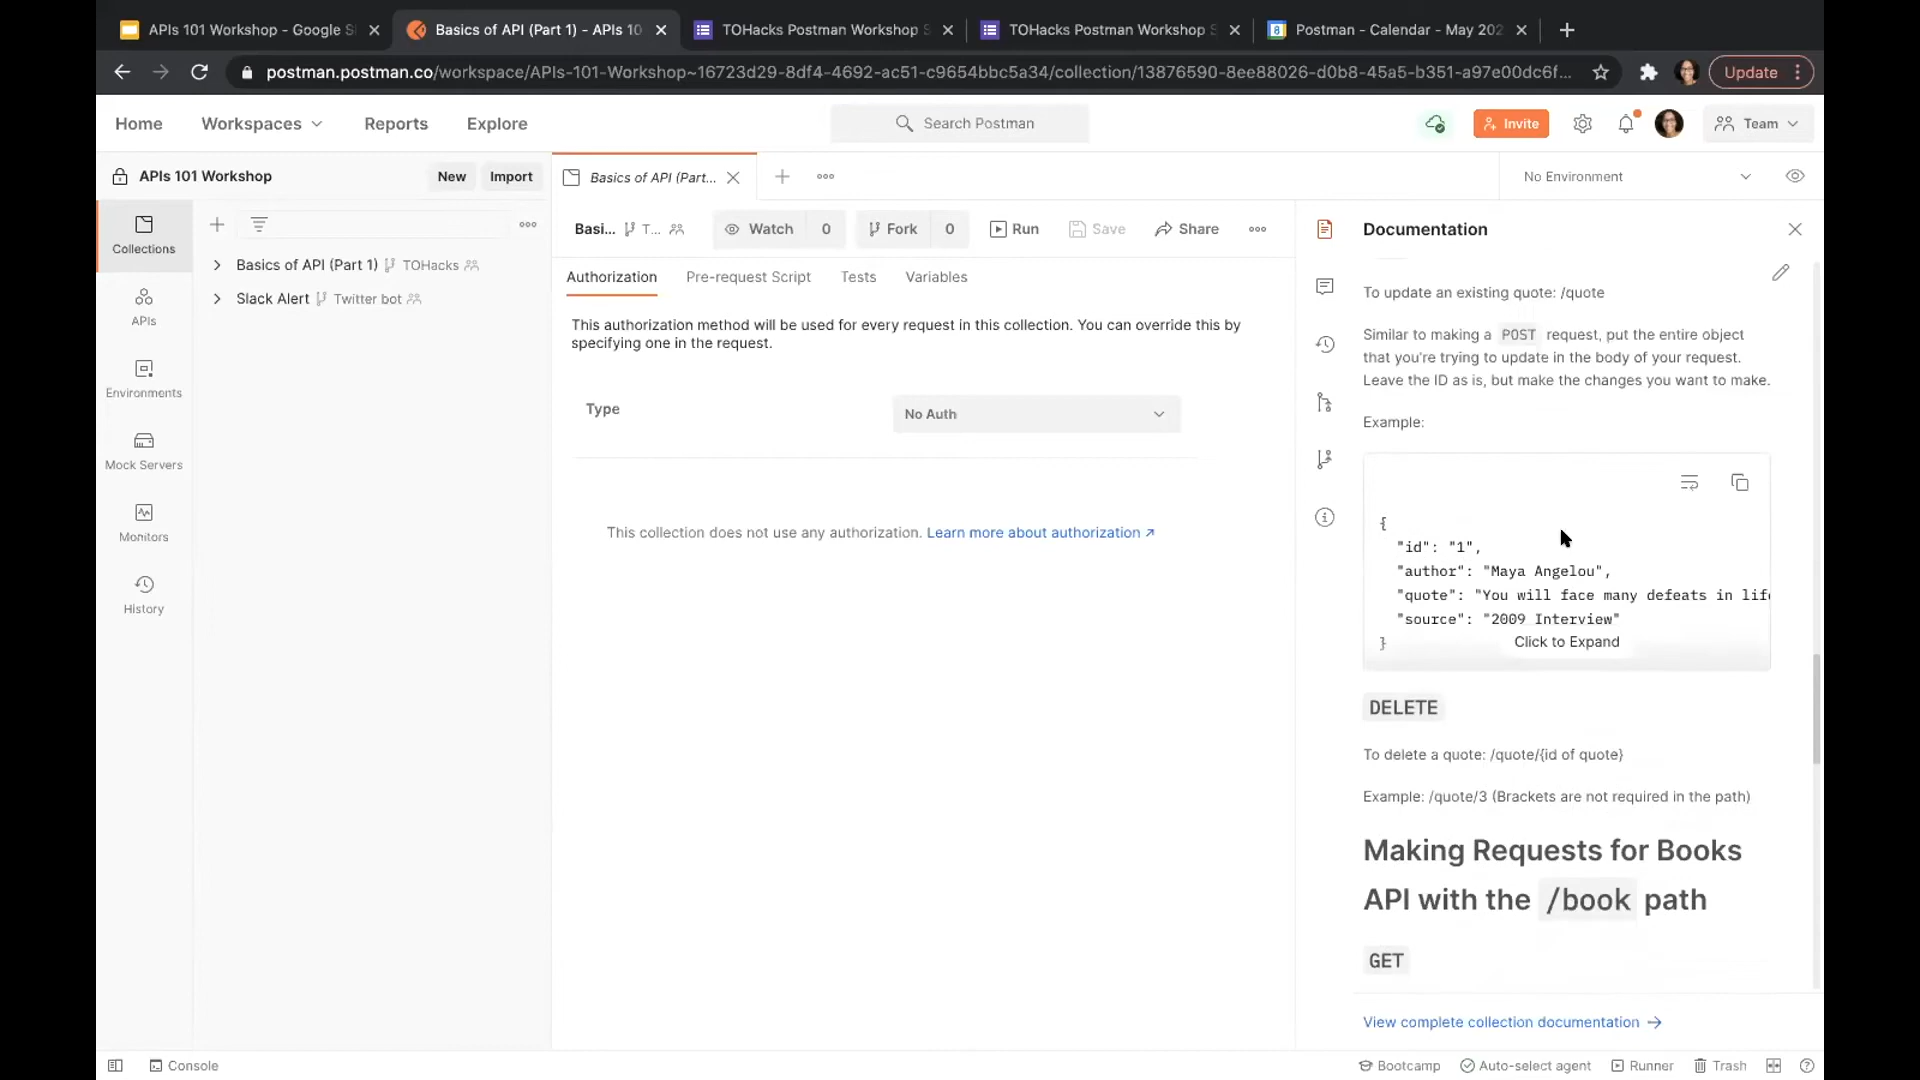 APIs 101 Workshop - Google S
Basics of API (Part 1) - APIs 10
TOHacks Postman Workshop S
TOHacks Postman Workshop S
Postman - Calendar - May 202
postman.postman.co/workspace/APIs-101-Workshop~16723d29-8df4-4692-ac51-c9654bbc5a34/collection/13876590-8ee88026-d0b8-45a5-b351-a97e00dc6f...
Update
Home Workspaces Reports Explore
Search Postman
Invite
Team
APIs 101 Workshop
New Import
Basics of API (Part...
No Environment
Collections
APIs
Environments
Mock Servers
Monitors
History
Basics of API (Part 1) TOHacks
Slack Alert Twitter bot
Basi... T... Watch 0 Fork 0 Run Save Share
Authorization Pre-request Script Tests Variables
This authorization method will be used for every request in this collection. You can override this by
specifying one in the request.
Type
No Auth
This collection does not use any authorization. Learn more about authorization ↗
Documentation
To update an existing quote: /quote
Similar to making a POST request, put the entire object
that you're trying to update in the body of your request.
Leave the ID as is, but make the changes you want to make.
Example:
{
"id": "1",
"author": "Maya Angelou",
"quote": "You will face many defeats in life
"source": "2009 Interview"
}
Click to Expand
DELETE
To delete a quote: /quote/{id of quote}
Example: /quote/3 (Brackets are not required in the path)
Making Requests for Books
API with the /book path
GET
View complete collection documentation →
Console
Bootcamp Auto-select agent Runner Trash